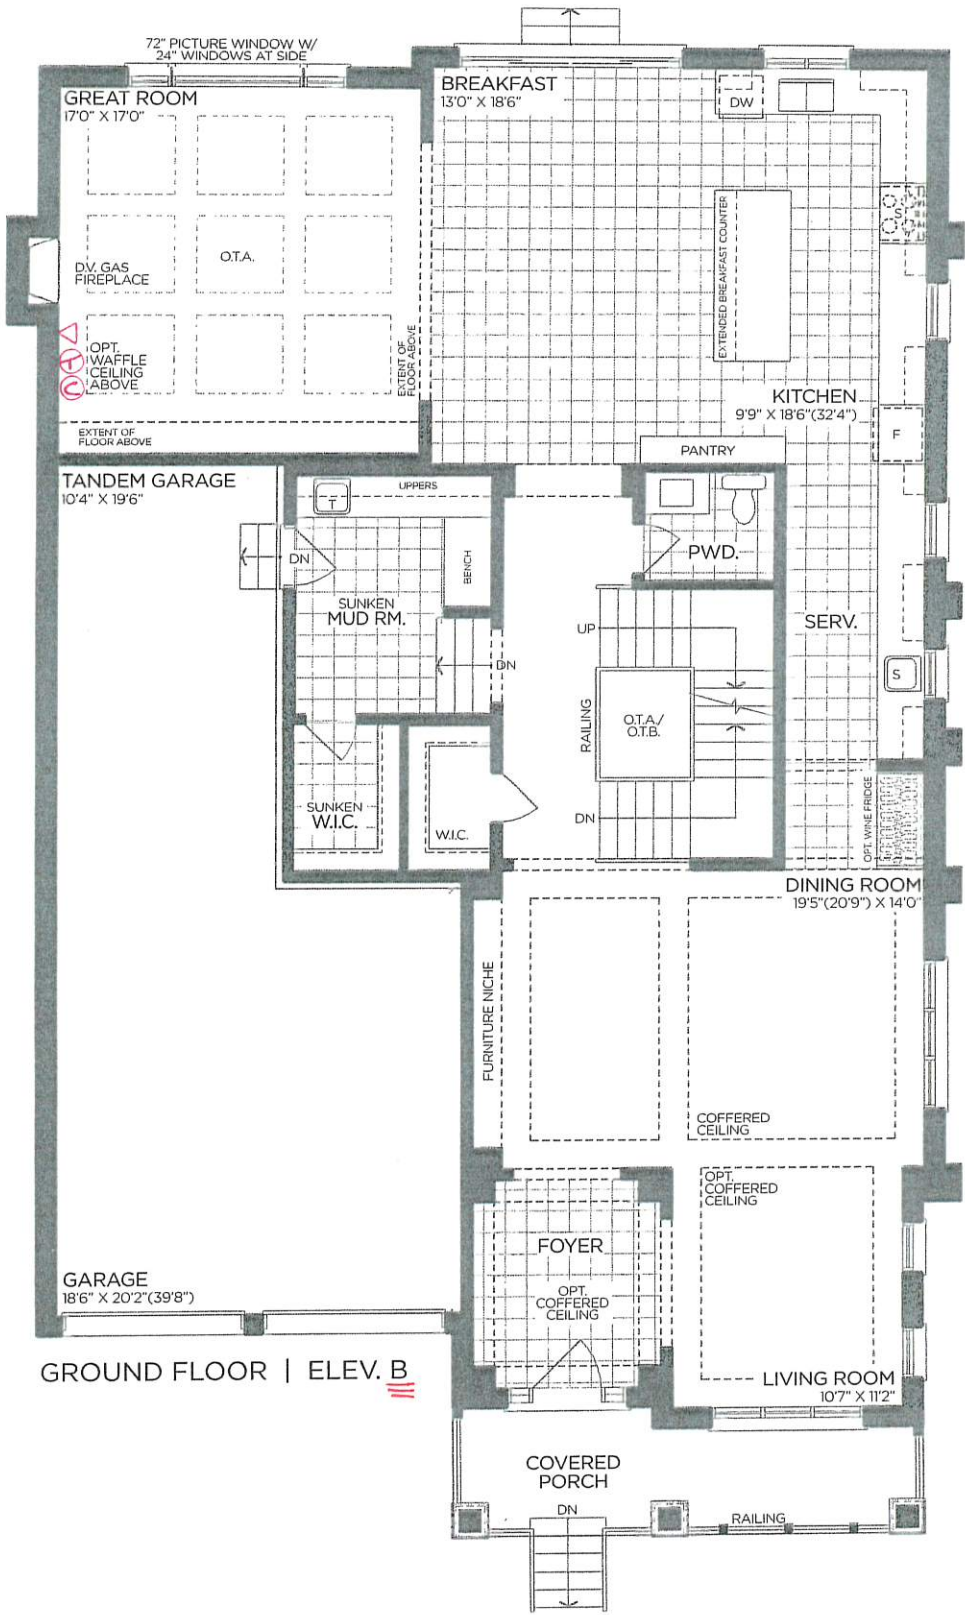 72" PICTURE WINDOW W/
24" WINDOWS AT SIDE
GREAT ROOM
17'0" X 17'0"
BREAKFAST
13'0" X 18'6"
DW
S
O.T.A.
D.V. GAS
FIREPLACE
EXTENDED BREAKFAST COUNTER
OPT.
WAFFLE
CEILING
ABOVE
T
C
EXTENT OF
FLOOR ABOVE
EXTENT OF
FLOOR ABOVE
KITCHEN
9'9" X 18'6"(32'4")
F
PANTRY
TANDEM GARAGE
10'4" X 19'6"
UPPERS
T
PWD.
DN
BENCH
SUNKEN
MUD RM.
UP
SERV.
DN
S
RAILING
O.T.A./
O.T.B.
SUNKEN
W.I.C.
W.I.C.
DN
OPT. WINE FRIDGE
DINING ROOM
19'5"(20'9") X 14'0"
FURNITURE NICHE
COFFERED
CEILING
OPT.
COFFERED
CEILING
FOYER
OPT.
COFFERED
CEILING
GARAGE
18'6" X 20'2"(39'8")
GROUND FLOOR | ELEV. B
LIVING ROOM
10'7" X 11'2"
COVERED
PORCH
DN
RAILING